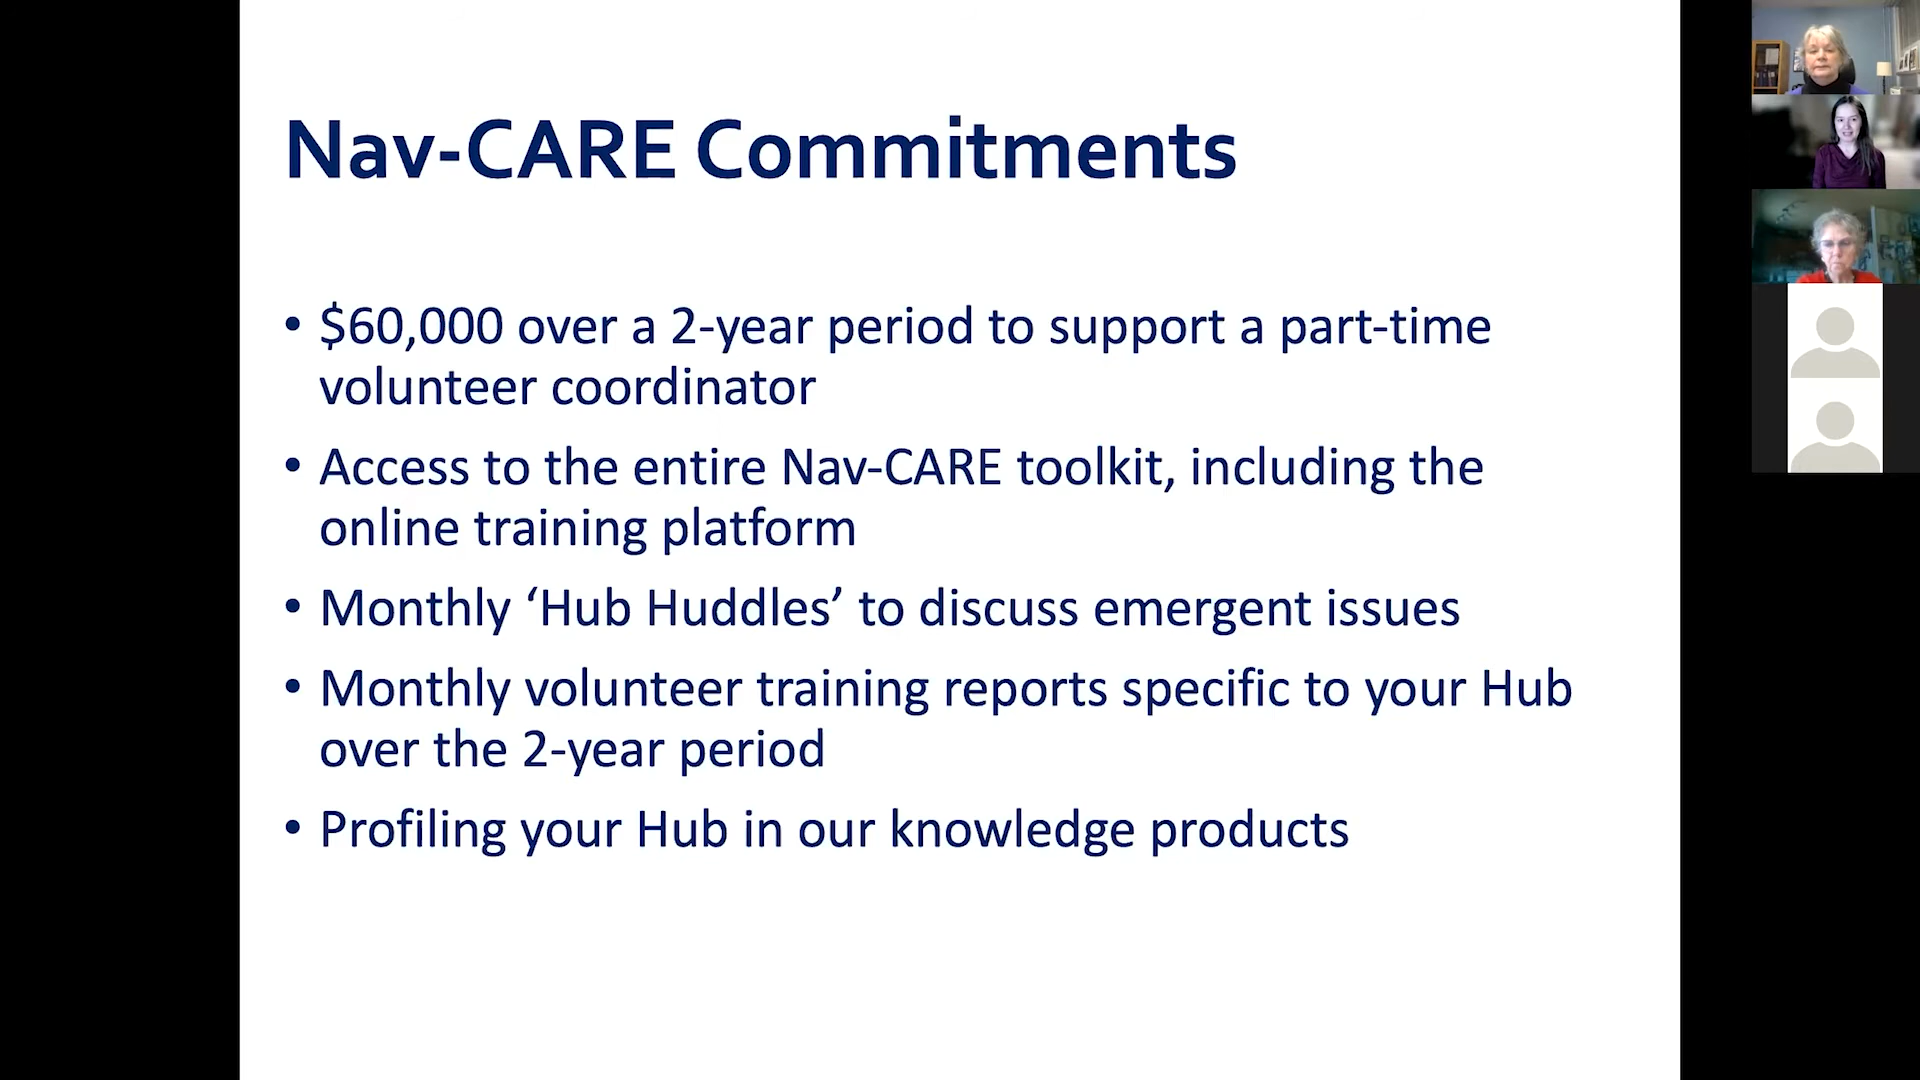 Nav-CARE Commitments
• $60,000 over a 2-year period to support a part-time
volunteer coordinator
• Access to the entire Nav-CARE toolkit, including the
online training platform
• Monthly ‘Hub Huddles’ to discuss emergent issues
• Monthly volunteer training reports specific to your Hub
over the 2-year period
• Profiling your Hub in our knowledge products